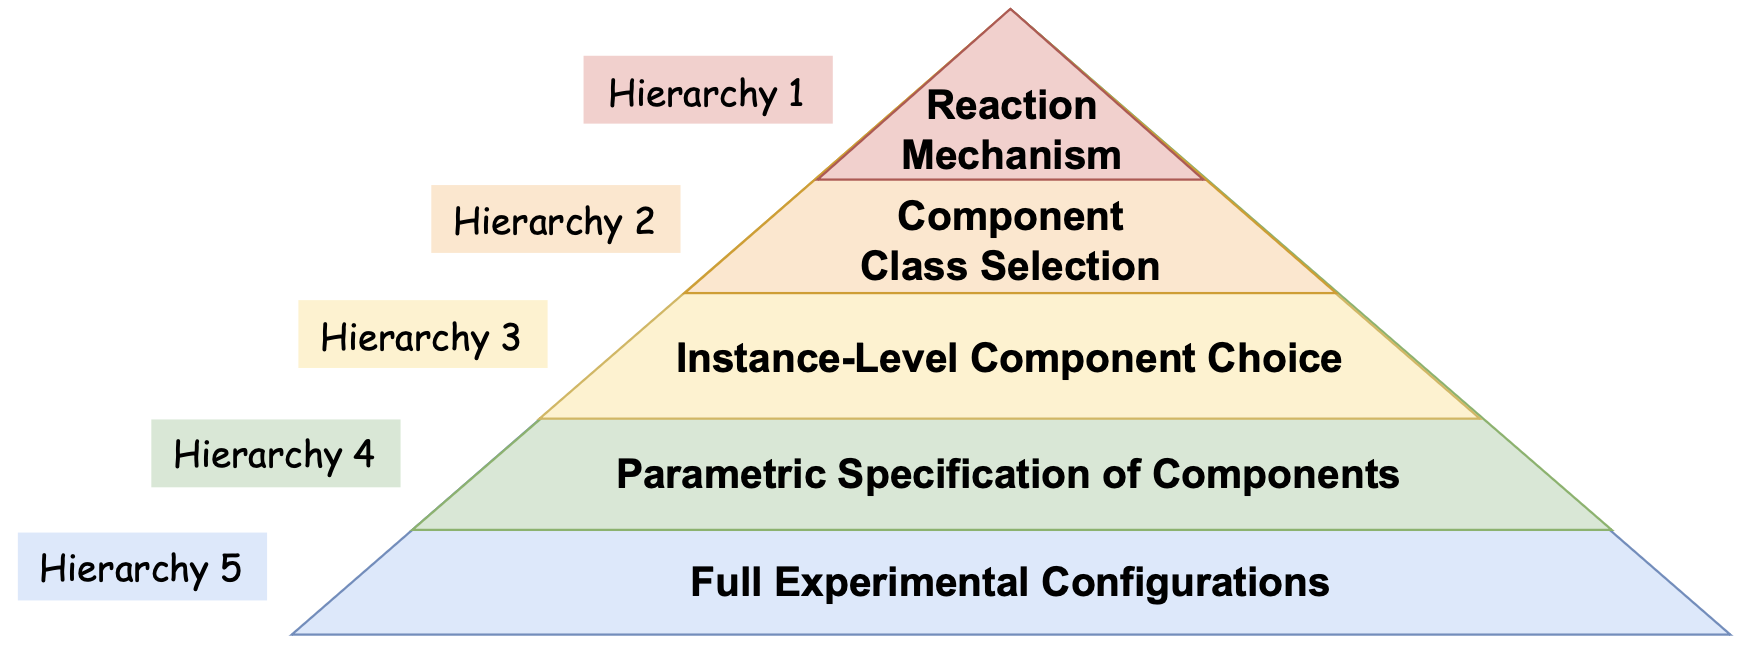 Hierarchy 1
Reaction
Mechanism
Hierarchy 2
Component
Class Selection
Hierarchy 3
Instance-Level Component Choice
Hierarchy 4
Parametric Specification of Components
Hierarchy 5
Full Experimental Configurations